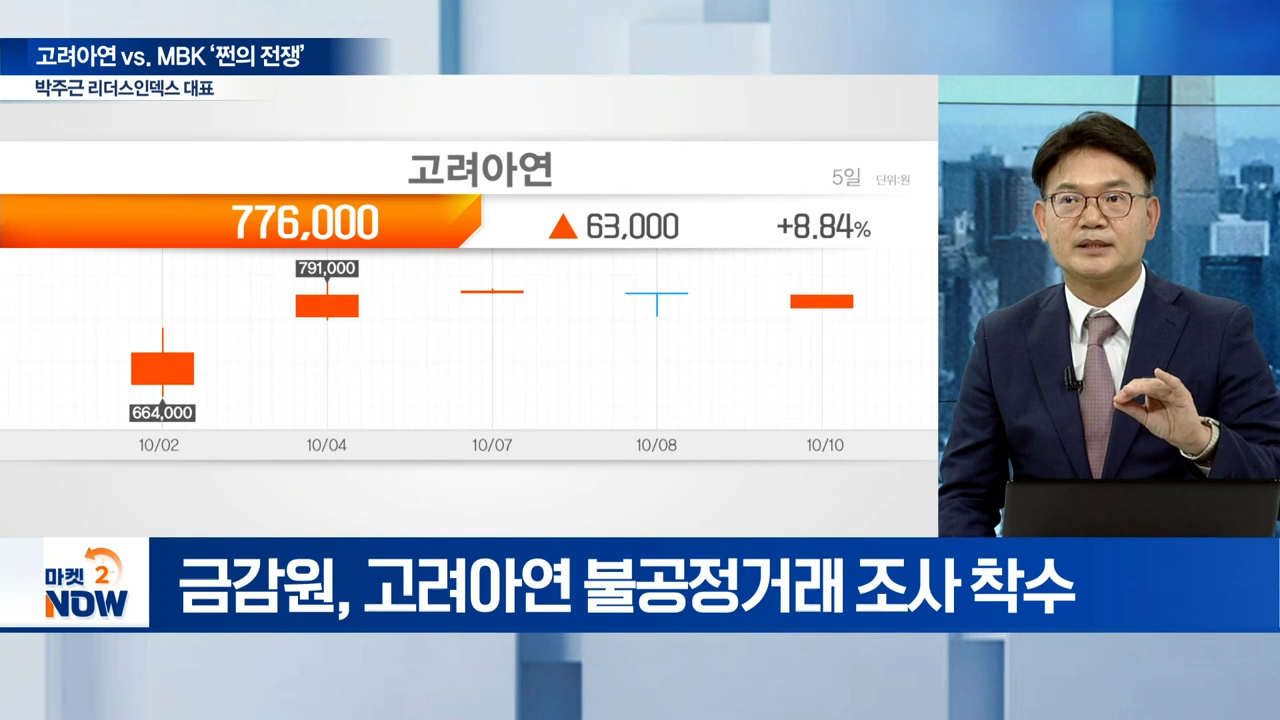 고려아연 vs. MBK ‘쩐의 전쟁’
박주근 리더스인덱스 대표
고려아연
5일 단위:원
776,000 ▲ 63,000 +8.84%
791,000
664,000
10/02 10/04 10/07 10/08 10/10
마켓 2
NOW
금감원, 고려아연 불공정거래 조사 착수